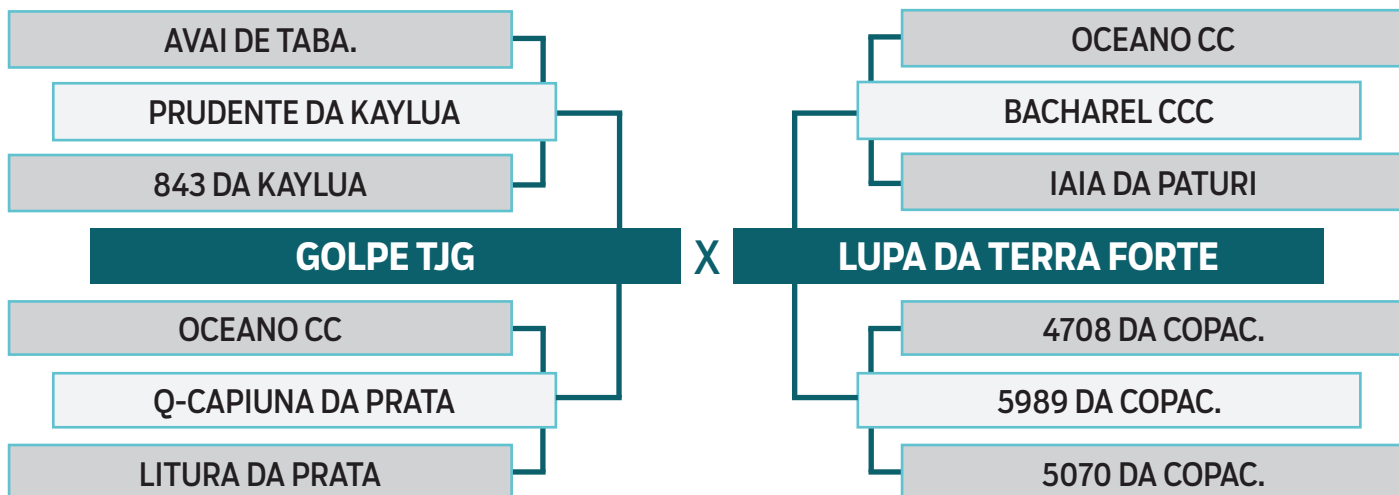 AVAI DE TABA.
PRUDENTE DA KAYLUA
843 DA KAYLUA
GOLPE TJG
OCEANO CC
Q-CAPIUNA DA PRATA
LITURA DA PRATA
X
OCEANO CC
BACHAREL CCC
IAIA DA PATURI
LUPA DA TERRA FORTE
4708 DA COPAC.
5989 DA COPAC.
5070 DA COPAC.